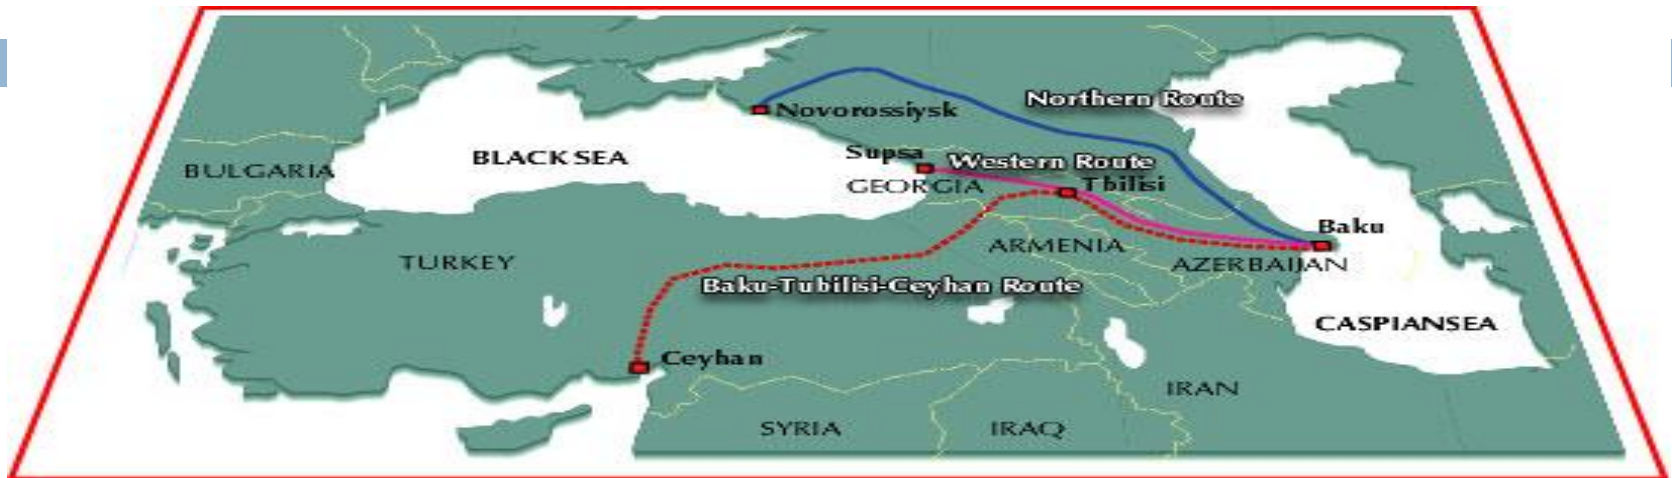 Northern Route
Novorossiysk
BLACK SEA
Supsa
Western Route
BULGARIA
GEORGIA
Tbilisi
Baku
ARMENIA
TURKEY
AZERBAIJAN
Baku-Tubilisi-Ceyhan Route
CASPIANSEA
Ceyhan
IRAN
SYRIA
IRAQ